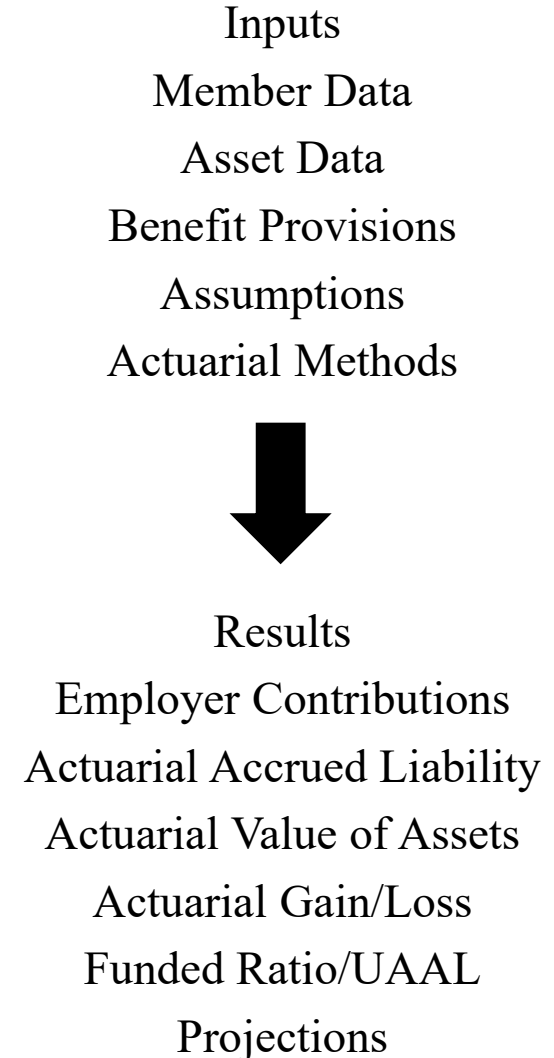 Inputs
Member Data
Asset Data
Benefit Provisions
Assumptions
Actuarial Methods
Results
Employer Contributions
Actuarial Accrued Liability
Actuarial Value of Assets
Actuarial Gain/Loss
Funded Ratio/UAAL
Projections